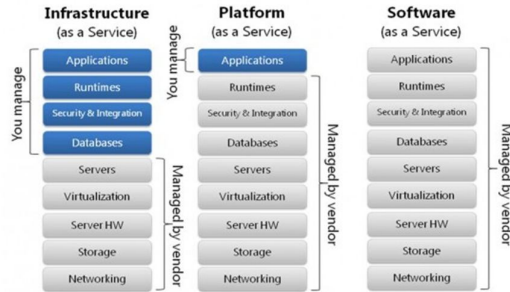 Infrastructure
(as a Service)
You manage
Applications
Runtimes
Security & Integration
Databases
Servers
Virtualization
Server HW
Storage
Networking
Managed by vendor
Platform
(as a Service)
You manage
Applications
Runtimes
Security & Integration
Databases
Servers
Virtualization
Server HW
Storage
Networking
Managed by vendor
Software
(as a Service)
Applications
Runtimes
Security & Integration
Databases
Servers
Virtualization
Server HW
Storage
Networking
Managed by vendor